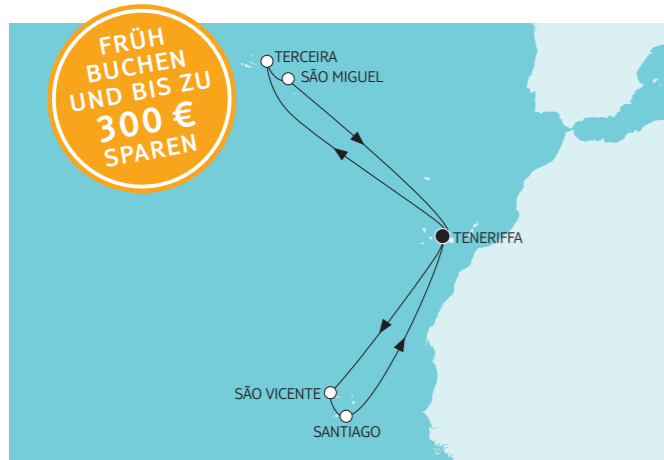 FRÜH
BUCHEN
UND BIS ZU
300 €
SPAREN
TERCEIRA
SÃO MIGUEL
TENERIFFA
SÃO VICENTE
SANTIAGO